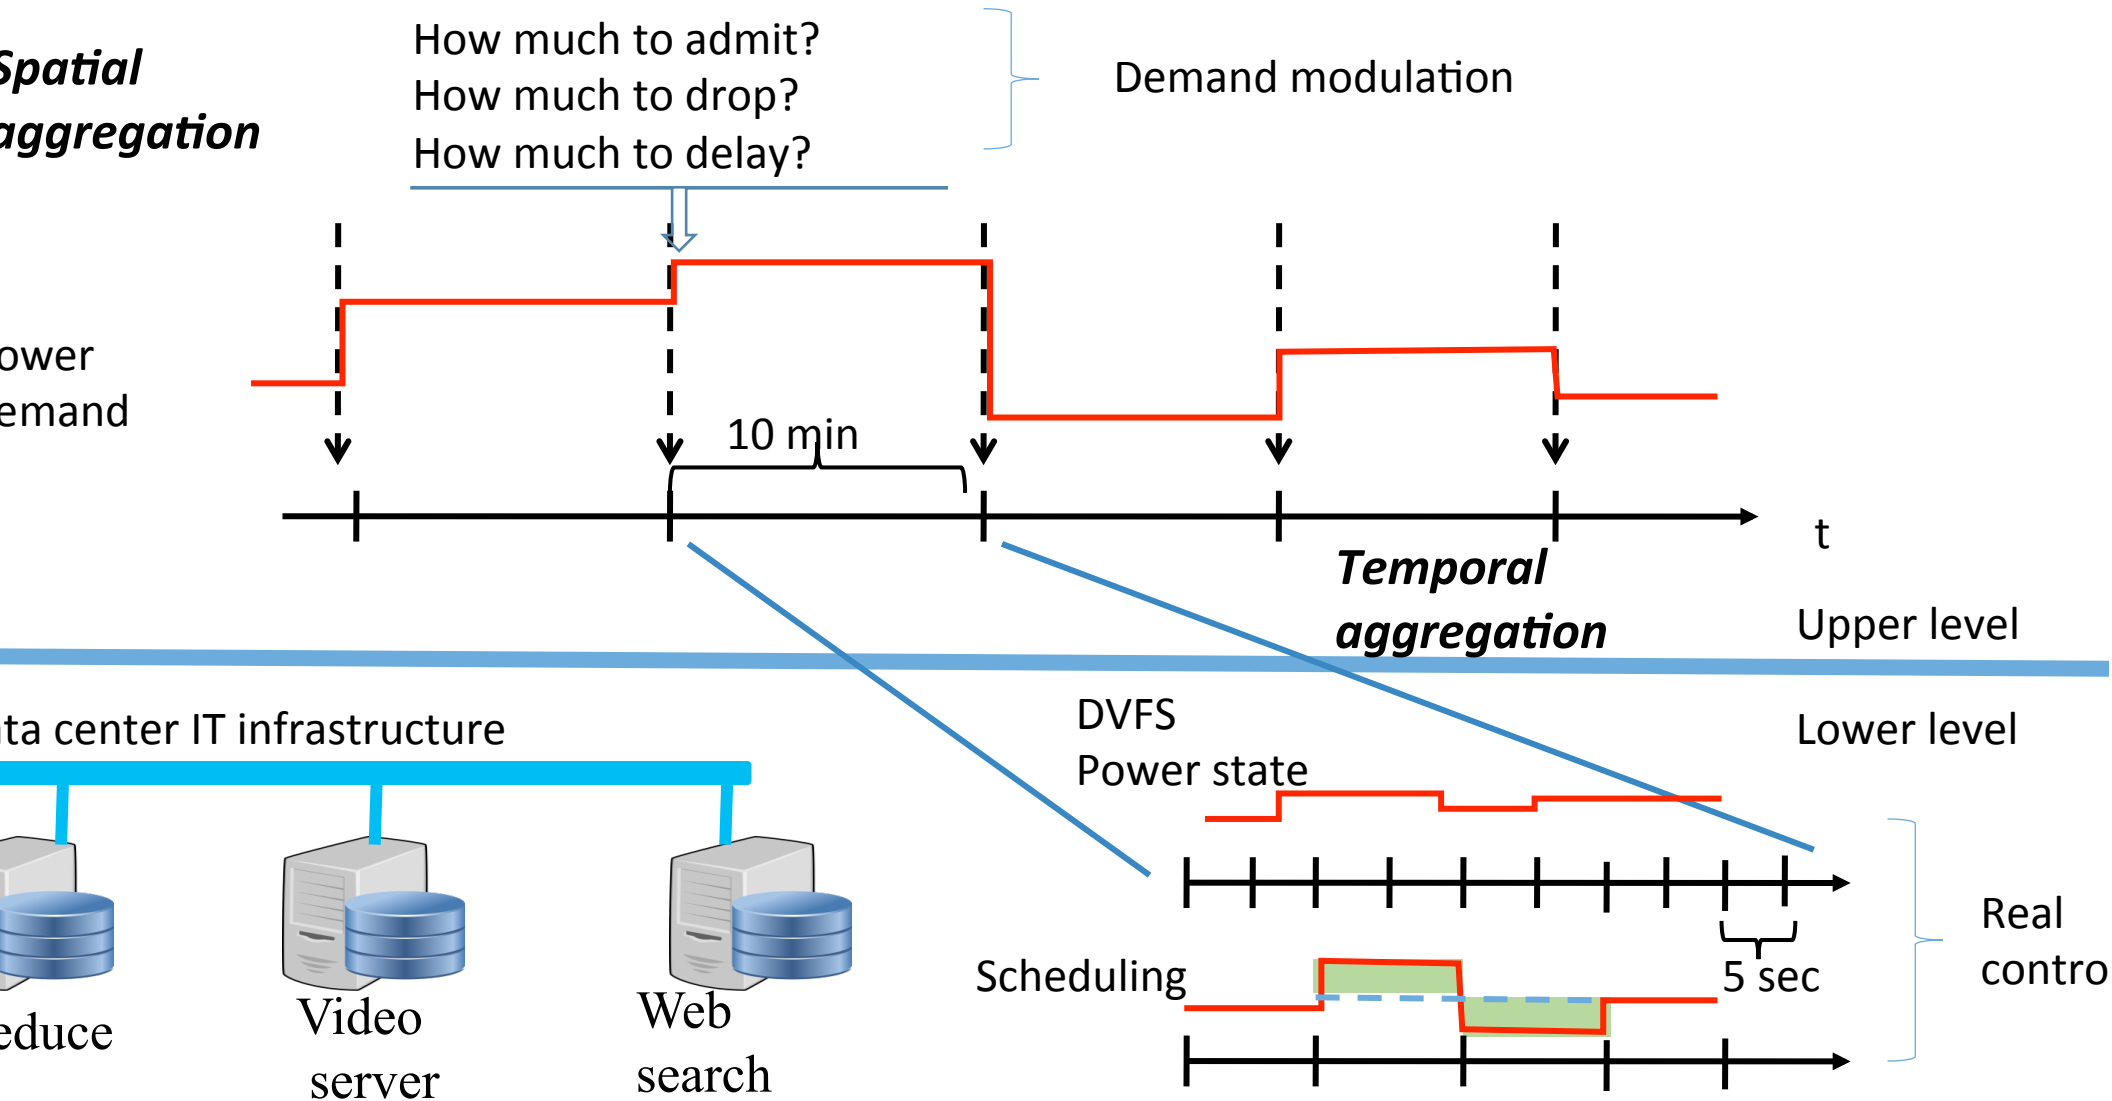 Spatial
aggregation
How much to admit?
How much to drop?
How much to delay?
Demand modulation
ower
emand
10 min
t
Temporal
aggregation
Upper level
ata center IT infrastructure
DVFS
Power state
Lower level
Scheduling
5 sec
Real
contro
educe
Video
server
Web
search